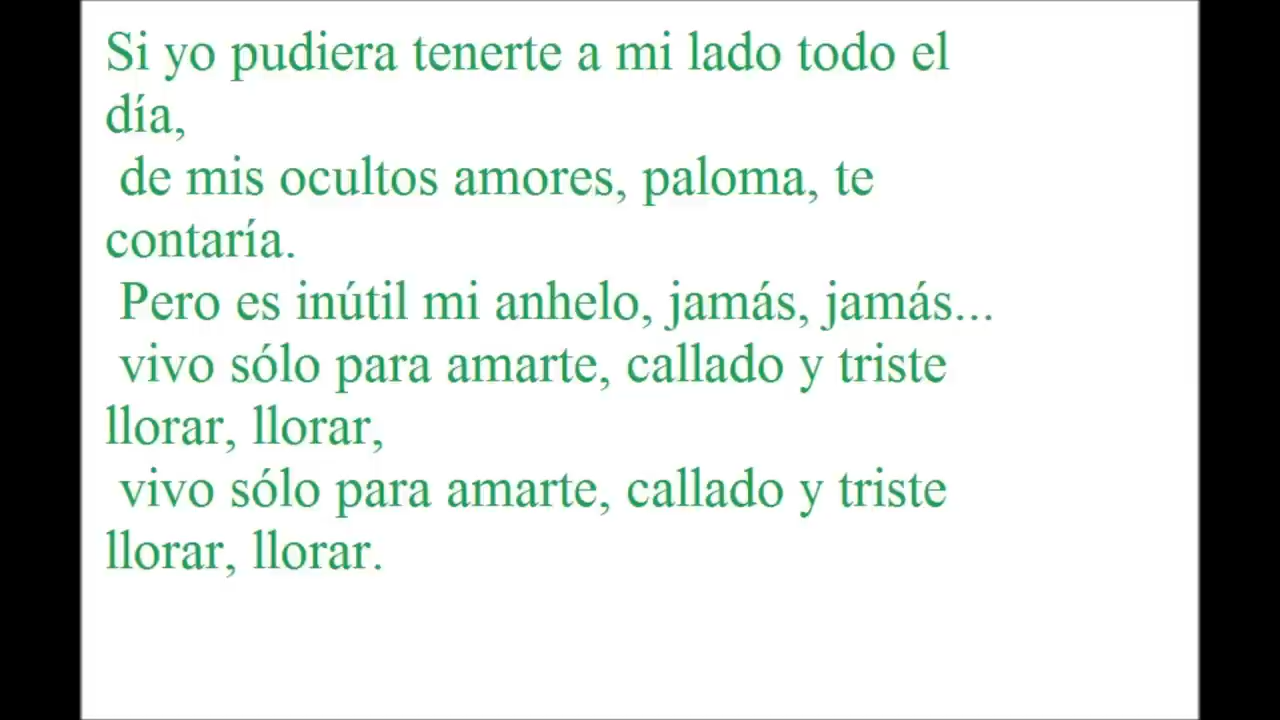 Si yo pudiera tenerte a mi lado todo el
día,
de mis ocultos amores, paloma, te
contaría.
Pero es inútil mi anhelo, jamás, jamás...
vivo sólo para amarte, callado y triste
llorar, llorar,
vivo sólo para amarte, callado y triste
llorar, llorar.